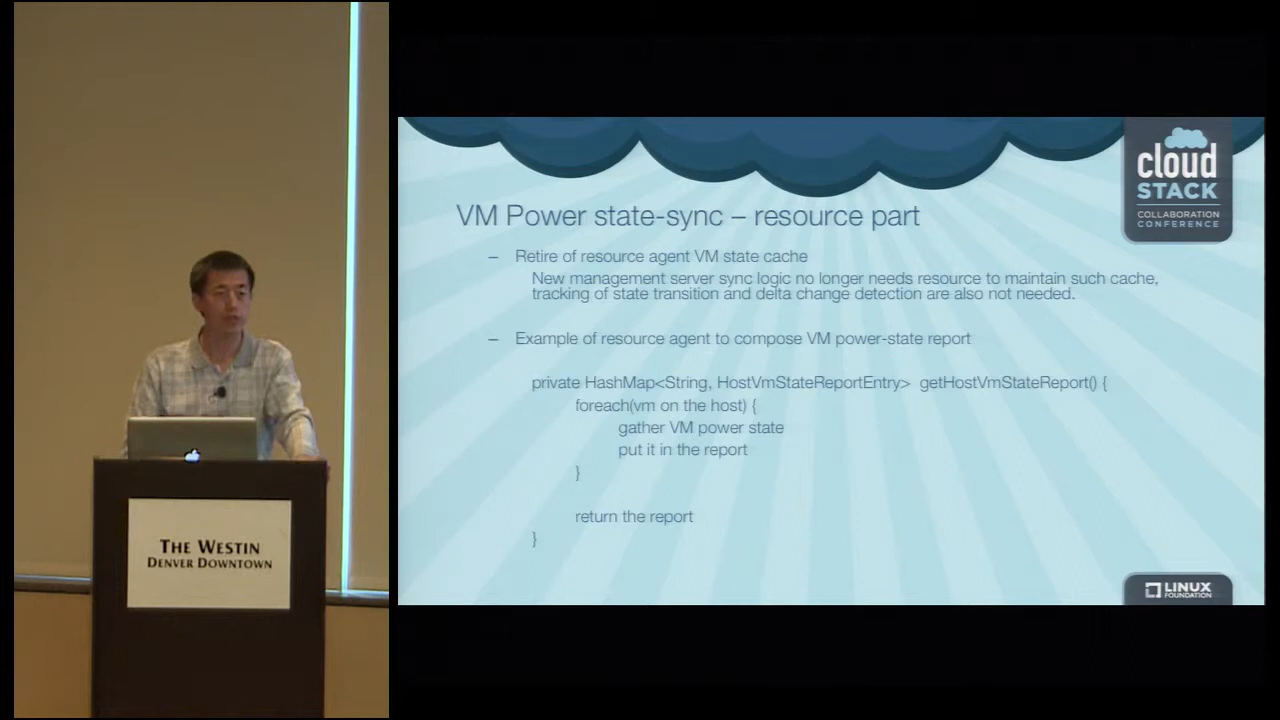 cloud
STACK
COLLABORATION
CONFERENCE
VM Power state-sync – resource part
– Retire of resource agent VM state cache
New management server sync logic no longer needs resource to maintain such cache,
tracking of state transition and delta change detection are also not needed.
– Example of resource agent to compose VM power-state report
private HashMap<String, HostVmStateReportEntry> getHostVmStateReport() {
foreach(vm on the host) {
gather VM power state
put it in the report
}
return the report
}
THE WESTIN
DENVER DOWNTOWN
LINUX
FOUNDATION